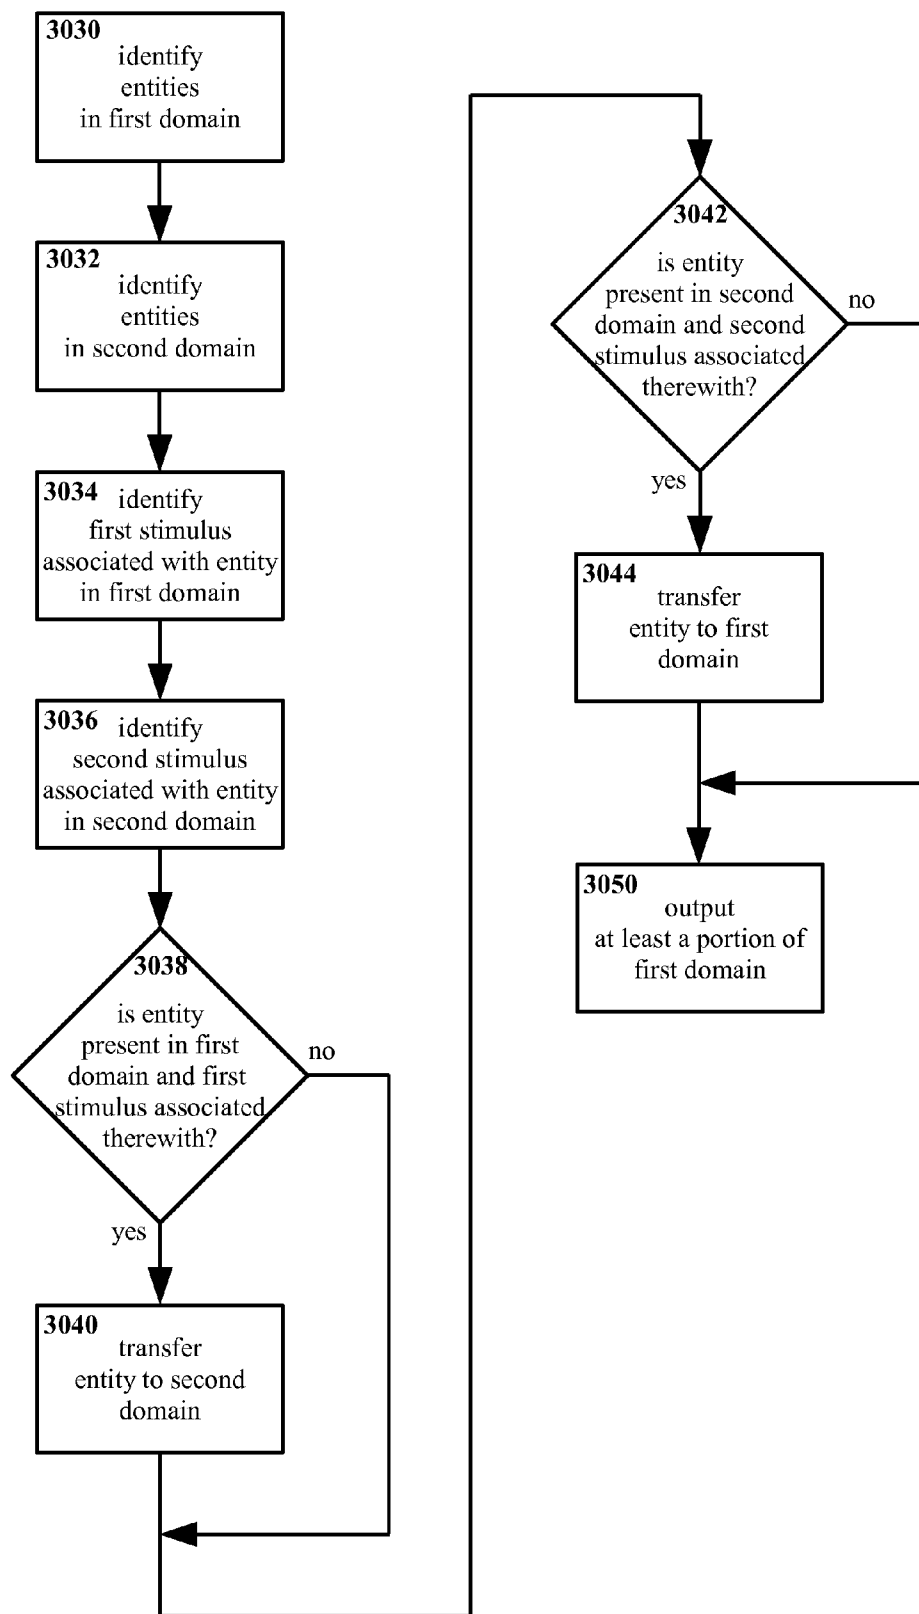 3030
identify
entities
in first domain
3032
identify
entities
in second domain
3034
identify
first stimulus
associated with entity
in first domain
3036
identify
second stimulus
associated with entity
in second domain
3038
is entity
present in first
domain and first
stimulus associated
therewith?
no
yes
3040
transfer
entity to second
domain
3042
is entity
present in second
domain and second
stimulus associated
therewith?
no
yes
3044
transfer
entity to first
domain
3050
output
at least a portion of
first domain